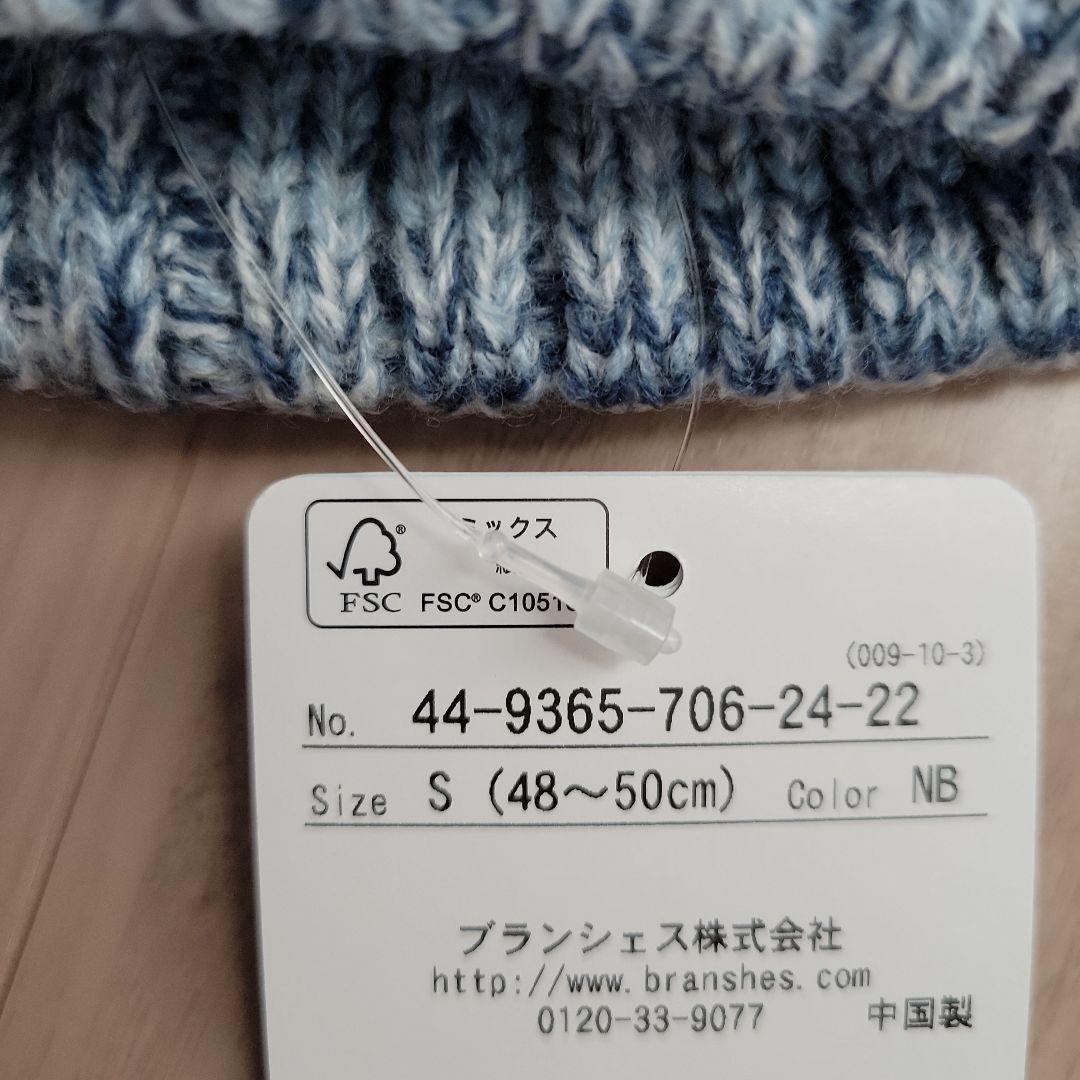 ミックス
FSC® FSC® C1051
(009-10-3)
No. 44-9365-706-24-22
Size S (48～50cm) Color NB
ブランシェス株式会社
http://www.branshes.com
0120-33-9077 中国製